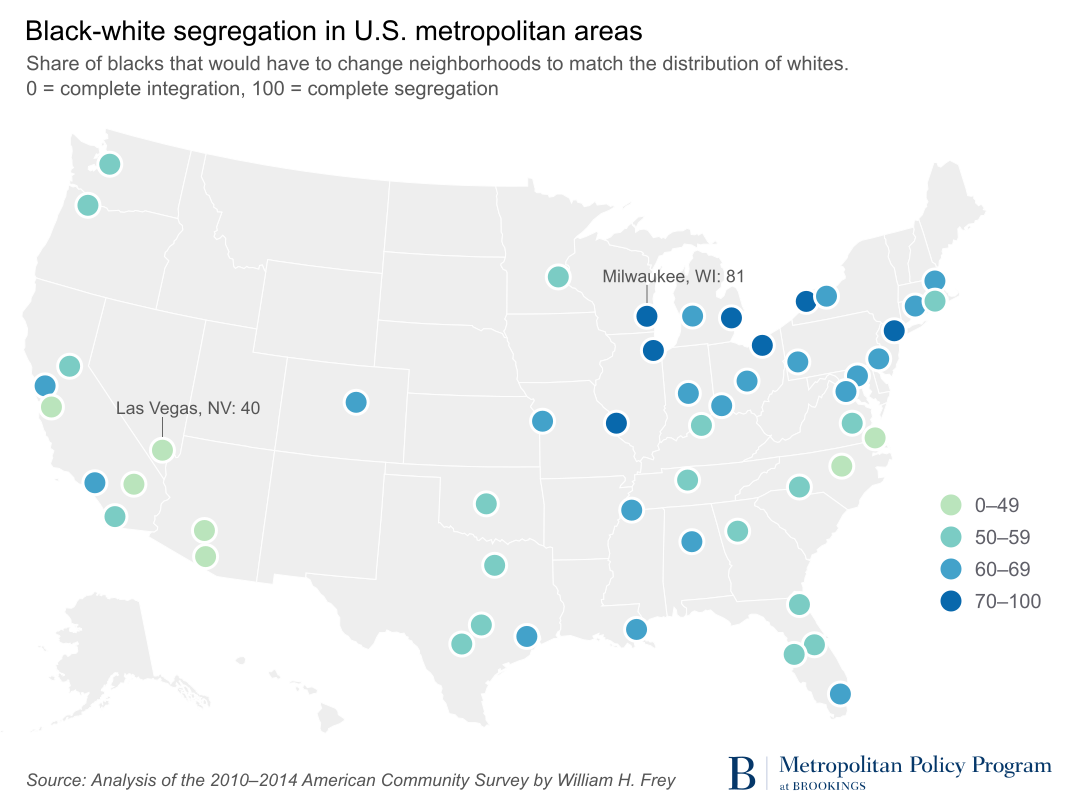 Black-white segregation in U.S. metropolitan areas
Share of blacks that would have to change neighborhoods to match the distribution of whites.
0 = complete integration, 100 = complete segregation
Milwaukee, WI: 81
Las Vegas, NV: 40
0–49
50–59
60–69
70–100
Source: Analysis of the 2010–2014 American Community Survey by William H. Frey
B
Metropolitan Policy Program
at BROOKINGS